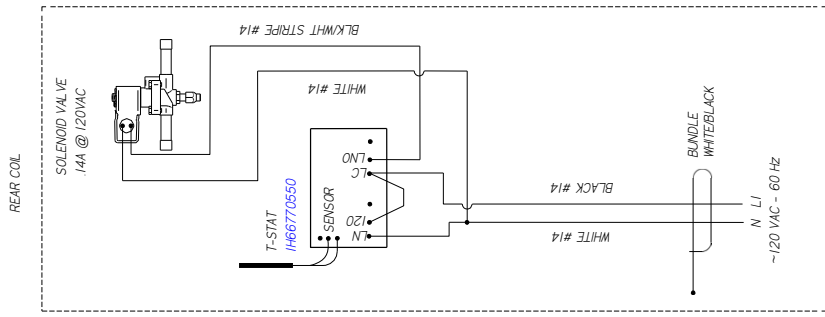 REAR COIL
SOLENOID VALVE
.14A @ 120VAC
BLK/WHT STRIPE #14
WHITE #14
T-STAT
1H66770550
SENSOR
LNO
LC
120
LN
BLACK #14
WHITE #14
BUNDLE
WHITE/BLACK
N L1
~120 VAC - 60 Hz